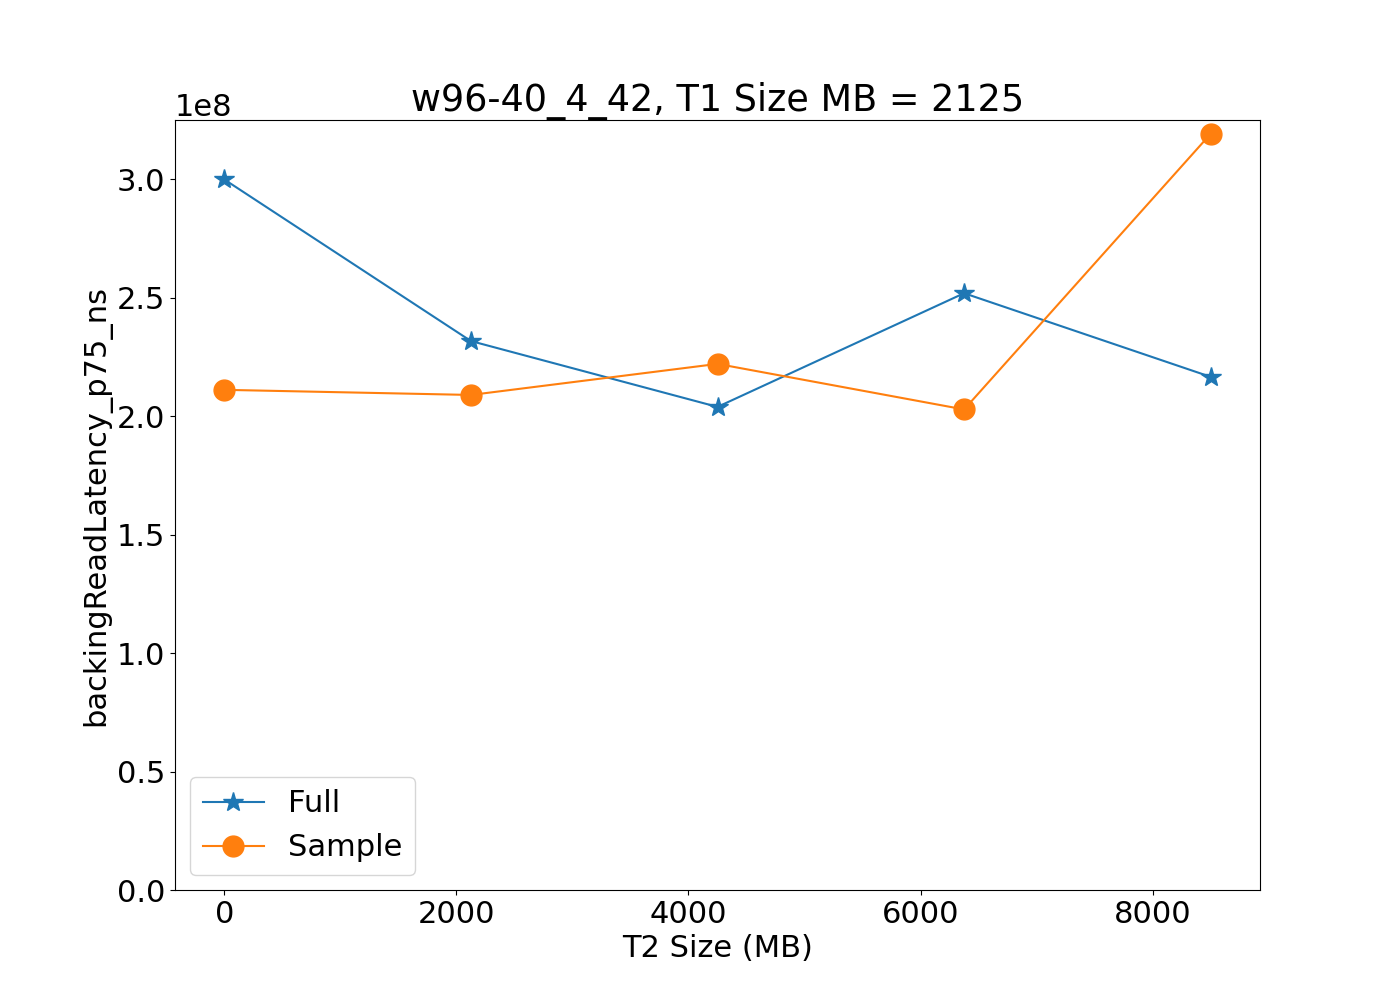 w96-40_4_42, T1 Size MB = 2125
1e8
3.0
2.5
2.0
1.5
1.0
0.5
0.0
backingReadLatency_p75_ns
Full
Sample
0 2000 4000 6000 8000
T2 Size (MB)